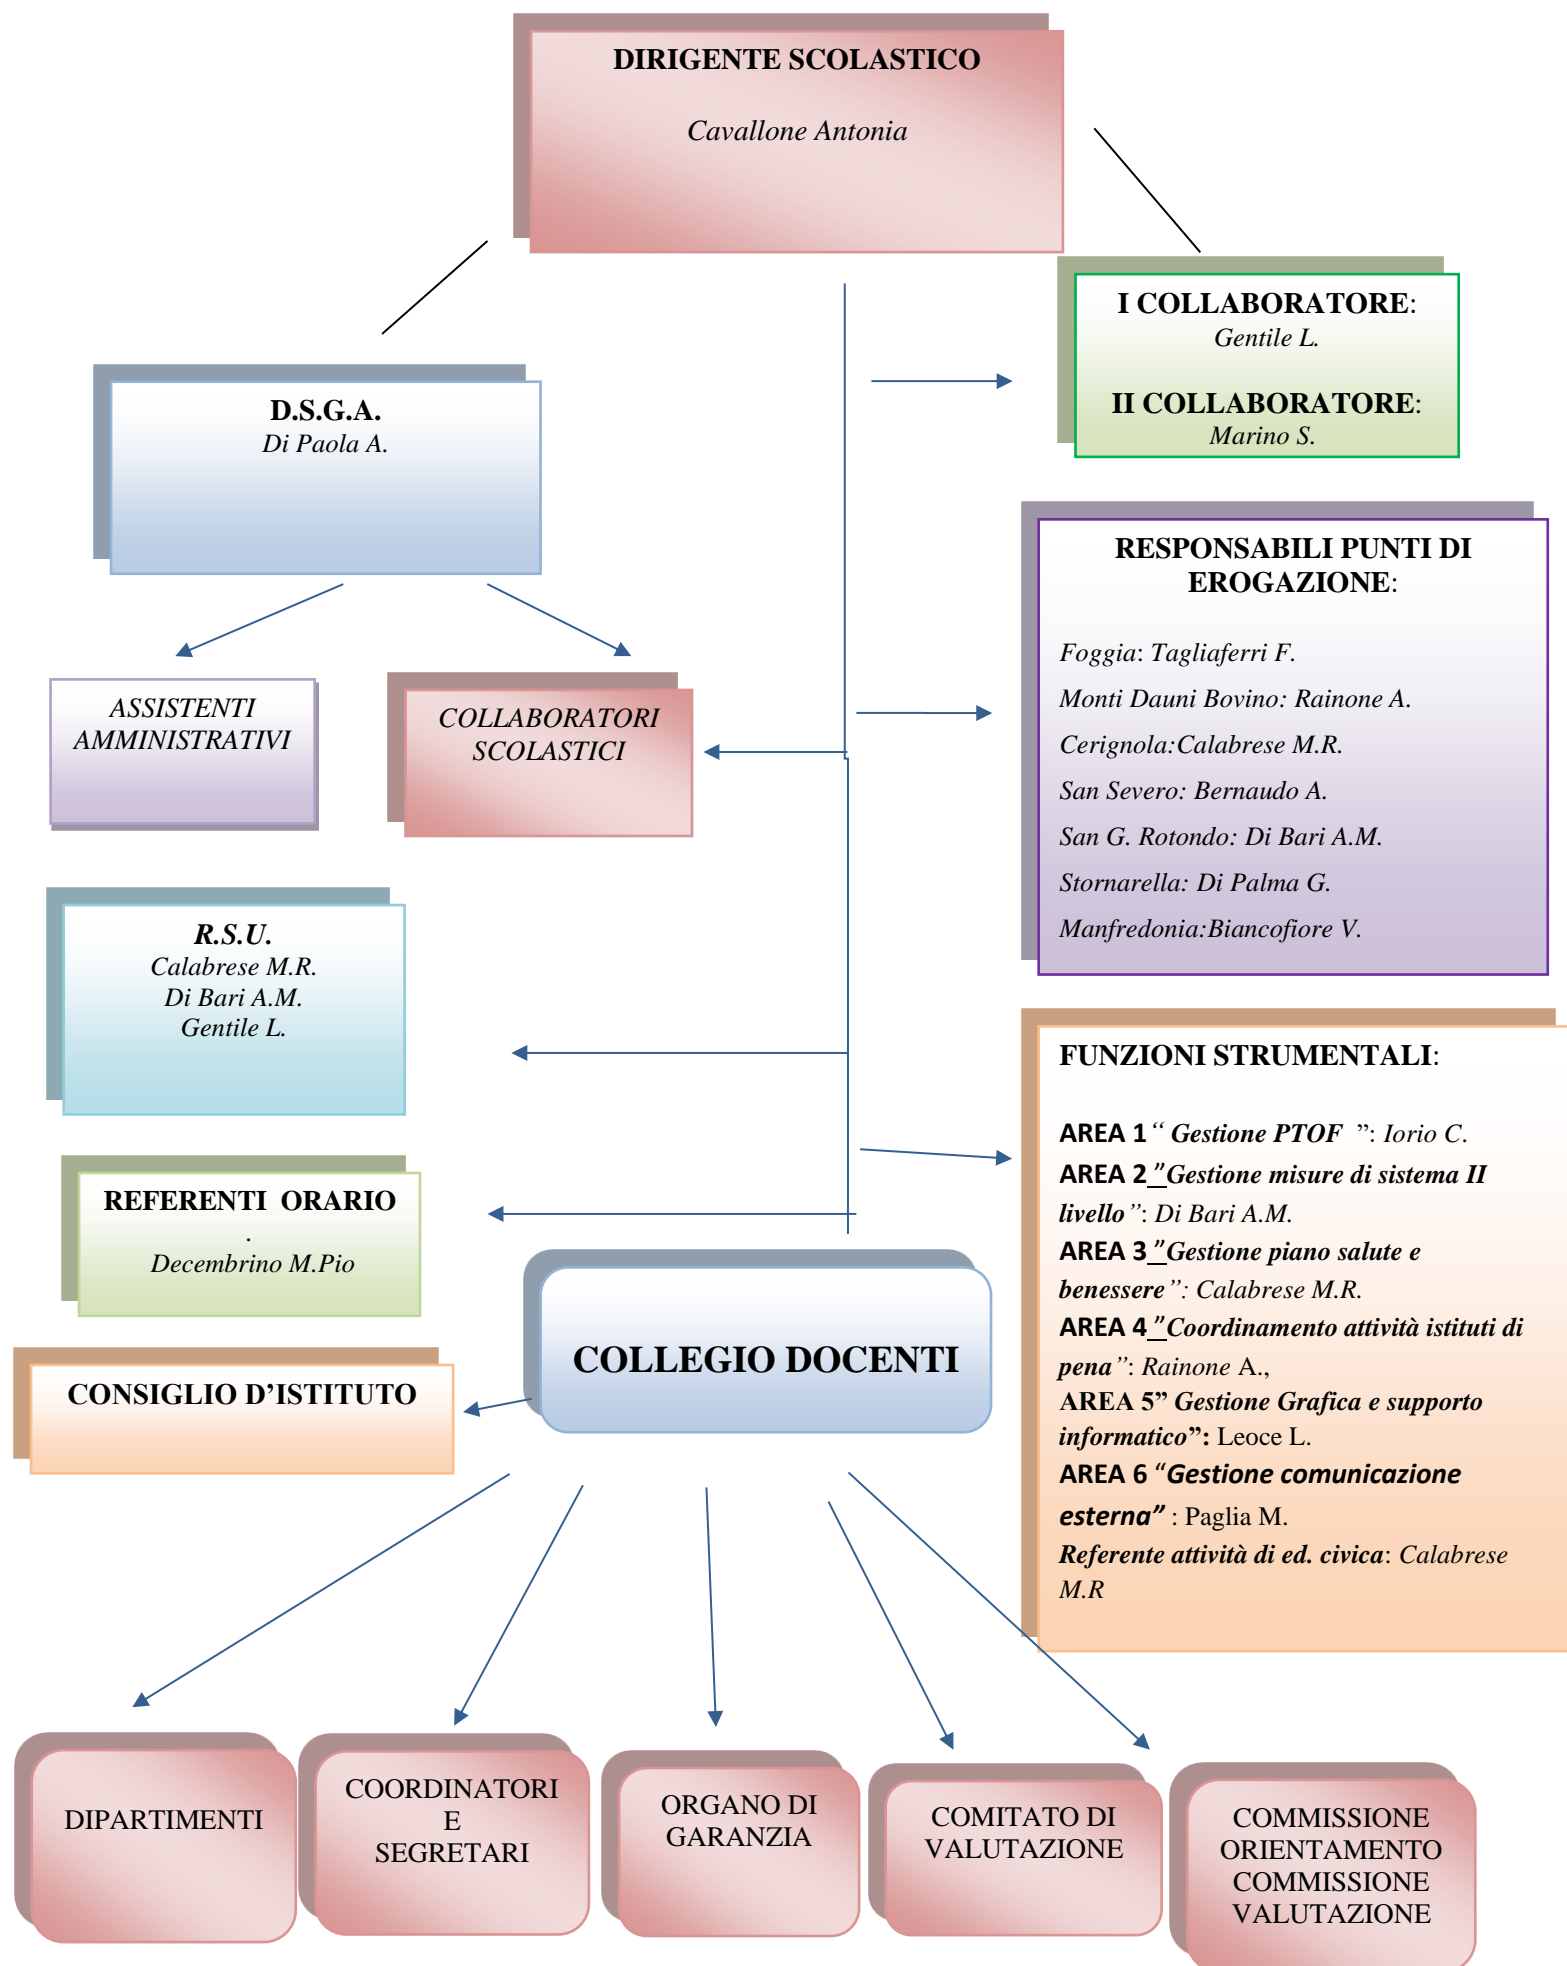 DIRIGENTE SCOLASTICO
Cavallone Antonia
I COLLABORATORE:
Gentile L.
II COLLABORATORE:
Marino S.
D.S.G.A.
Di Paola A.
RESPONSABILI PUNTI DI
EROGAZIONE:
Foggia: Tagliaferri F.
Monti Dauni Bovino: Rainone A.
Cerignola:Calabrese M.R.
San Severo: Bernaudo A.
San G. Rotondo: Di Bari A.M.
Stornarella: Di Palma G.
Manfredonia:Biancofiore V.
ASSISTENTI
AMMINISTRATIVI
COLLABORATORI
SCOLASTICI
R.S.U.
Calabrese M.R.
Di Bari A.M.
Gentile L.
FUNZIONI STRUMENTALI:
AREA 1 “ Gestione PTOF ”: Iorio C.
AREA 2 ”Gestione misure di sistema II
livello”: Di Bari A.M.
AREA 3 ”Gestione piano salute e
benessere”: Calabrese M.R.
AREA 4 ”Coordinamento attività istituti di
pena”: Rainone A.,
AREA 5” Gestione Grafica e supporto
informatico”: Leoce L.
AREA 6 “Gestione comunicazione
esterna” : Paglia M.
Referente attività di ed. civica: Calabrese
M.R
REFERENTI ORARIO
.
Decembrino M.Pio
COLLEGIO DOCENTI
CONSIGLIO D’ISTITUTO
DIPARTIMENTI
COORDINATORI
E
SEGRETARI
ORGANO DI
GARANZIA
COMITATO DI
VALUTAZIONE
COMMISSIONE
ORIENTAMENTO
COMMISSIONE
VALUTAZIONE